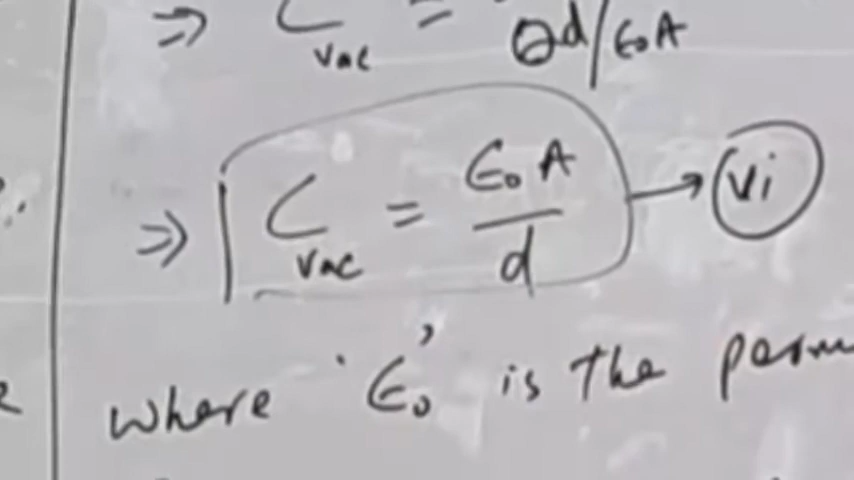 ⇒ C_vac = Qd/ϵ₀A
⇒ C_vac = ϵ₀A/d → (vi)
where 'ϵ₀' is the